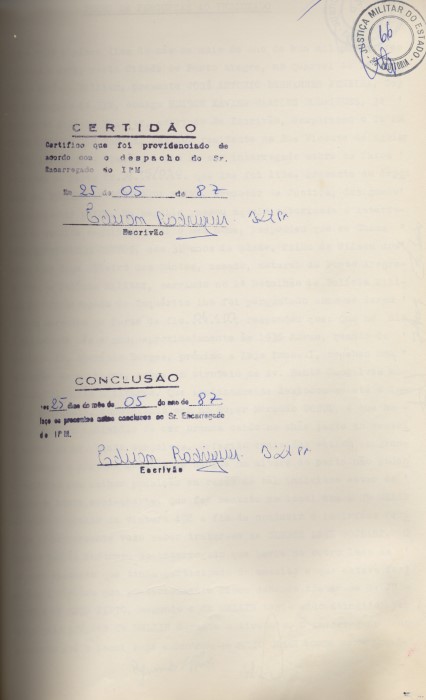 JUSTIÇA MILITAR DO ESTADO
66
CERTIDÃO
Certifico que foi providenciado de
acordo com o despacho do Sr.
Encarregado do IPM
Em 25 de 05 de 87
Edison Rodrigues
Escrivão
CONCLUSÃO
Aos 25 dias do mês de 05 do ano de 87
faço os presentes autos conclusos ao Sr. Encarregado
do IPM.
Edison Rodrigues
Escrivão